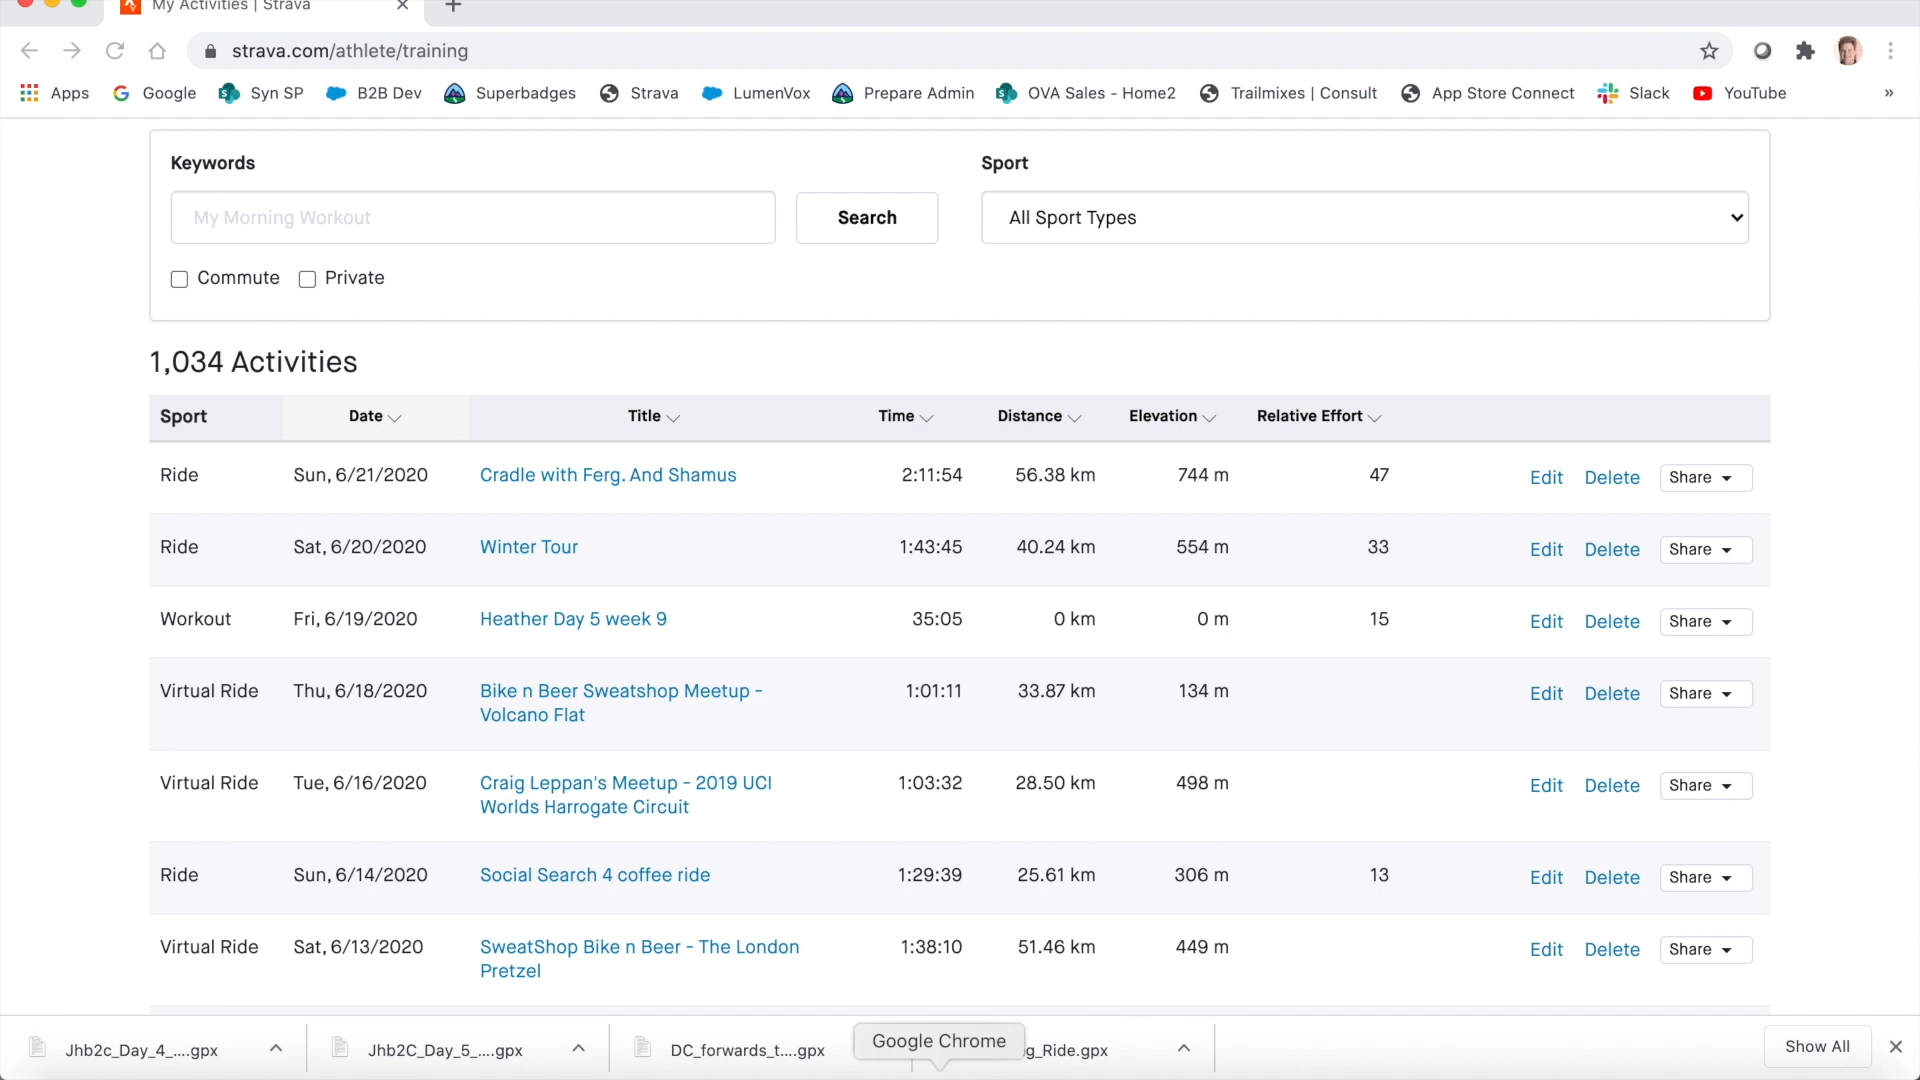 My Activities | Strava
strava.com/athlete/training
Apps Google Syn SP B2B Dev Superbadges Strava LumenVox Prepare Admin OVA Sales - Home2 Trailmixes | Consult App Store Connect Slack YouTube »
Keywords Sport
My Morning Workout Search All Sport Types
Commute Private
1,034 Activities
Sport Date Title Time Distance Elevation Relative Effort
Ride Sun, 6/21/2020 Cradle with Ferg. And Shamus 2:11:54 56.38 km 744 m 47 Edit Delete Share
Ride Sat, 6/20/2020 Winter Tour 1:43:45 40.24 km 554 m 33 Edit Delete Share
Workout Fri, 6/19/2020 Heather Day 5 week 9 35:05 0 km 0 m 15 Edit Delete Share
Virtual Ride Thu, 6/18/2020 Bike n Beer Sweatshop Meetup - 1:01:11 33.87 km 134 m Edit Delete Share
Volcano Flat
Virtual Ride Tue, 6/16/2020 Craig Leppan's Meetup - 2019 UCI 1:03:32 28.50 km 498 m Edit Delete Share
Worlds Harrogate Circuit
Ride Sun, 6/14/2020 Social Search 4 coffee ride 1:29:39 25.61 km 306 m 13 Edit Delete Share
Virtual Ride Sat, 6/13/2020 SweatShop Bike n Beer - The London 1:38:10 51.46 km 449 m Edit Delete Share
Pretzel
Google Chrome
Jhb2c_Day_4_....gpx Jhb2C_Day_5_....gpx DC_forwards_t....gpx g_Ride.gpx Show All